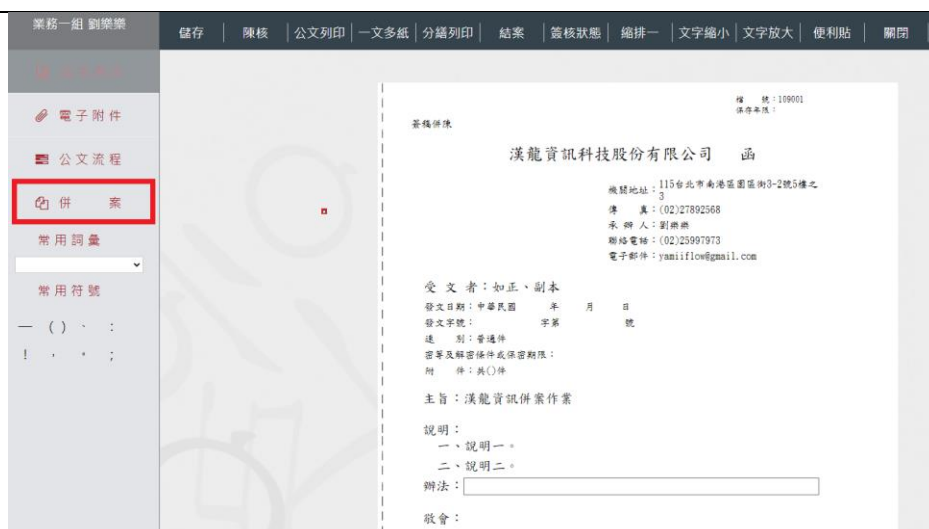 業務一組 劉樂樂
儲存 陳核 公文列印 一文多紙 分繕列印 結案 簽核狀態 縮排一 文字縮小 文字放大 便利貼 關閉
電子附件
公文流程
併 案
常用詞彙
常用符號
— ( ) 、 :
! , 。 ;
檔 號:109001
保存年限:
簽稿併陳
漢龍資訊科技股份有限公司 函
機關地址:115台北市南港區園區街3-2號5樓之
3
傳 真:(02)27892568
承 辦 人:劉樂樂
聯絡電話:(02)25997973
電子郵件:yamiiflow@gmail.com
受 文 者:如正、副本
發文日期:中華民國 年 月 日
發文字號: 字第 號
速 別:普通件
密等及解密條件或保密期限:
附 件:共()件
主旨:漢龍資訊併案作業
說明:
一、說明一。
二、說明二。
辦法:
敬會: